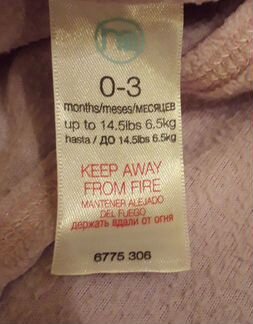 0-3
months/meses/МЕСЯЦЕВ
up to 14.5lbs 6.5kg
hasta / ДО 14.5lbs 6.5kg
KEEP AWAY
FROM FIRE
MANTENER ALEJADO
DEL FUEGO
держать вдали от огня
6775 306